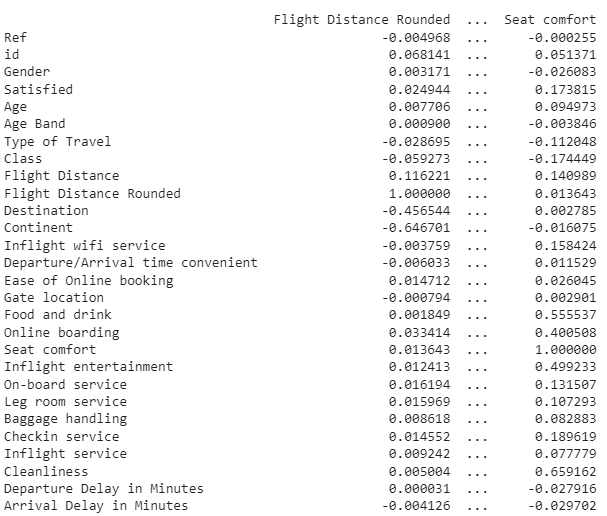 Flight Distance Rounded ... Seat comfort
Ref -0.004968 ... -0.000255
id 0.068141 ... 0.051371
Gender 0.003171 ... -0.026083
Satisfied 0.024944 ... 0.173815
Age 0.007706 ... 0.094973
Age Band 0.000900 ... -0.003846
Type of Travel -0.028695 ... -0.112048
Class -0.059273 ... -0.174449
Flight Distance 0.116221 ... 0.140989
Flight Distance Rounded 1.000000 ... 0.013643
Destination -0.456544 ... 0.002785
Continent -0.646701 ... -0.016075
Inflight wifi service -0.003759 ... 0.158424
Departure/Arrival time convenient -0.006033 ... 0.011529
Ease of Online booking 0.014712 ... 0.026045
Gate location -0.000794 ... 0.002901
Food and drink 0.001849 ... 0.555537
Online boarding 0.033414 ... 0.400508
Seat comfort 0.013643 ... 1.000000
Inflight entertainment 0.012413 ... 0.499233
On-board service 0.016194 ... 0.131507
Leg room service 0.015969 ... 0.107293
Baggage handling 0.008618 ... 0.082883
Checkin service 0.014552 ... 0.189619
Inflight service 0.009242 ... 0.077779
Cleanliness 0.005004 ... 0.659162
Departure Delay in Minutes 0.000031 ... -0.027916
Arrival Delay in Minutes -0.004126 ... -0.029702